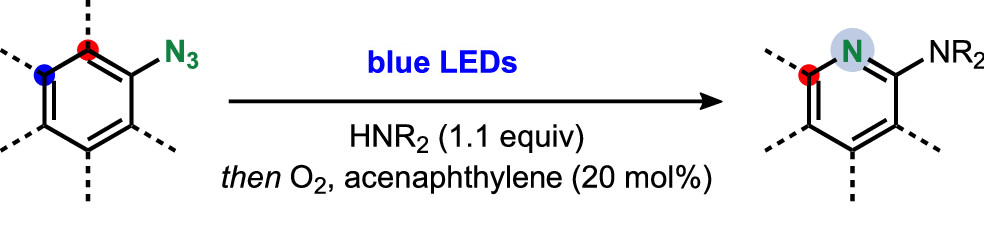 N₃
blue LEDs
HNR₂ (1.1 equiv)
then O₂, acenaphthylene (20 mol%)
N
NR₂